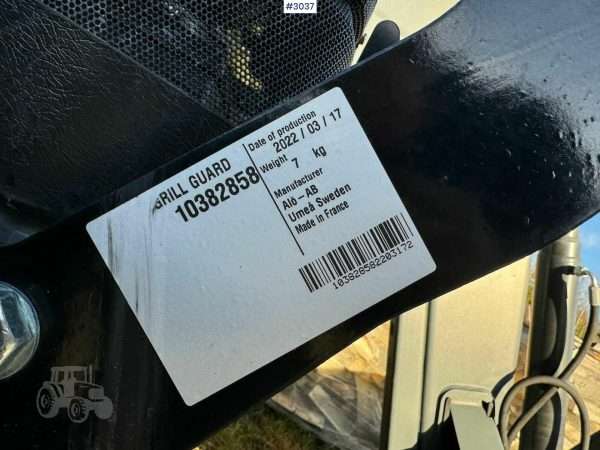 #3037
GRILL GUARD
10382858
Date of production
2022 / 03 / 17
Weight
7 kg
Manufacturer
Alö-AB
Umeå Sweden
Made in France
103828582203172